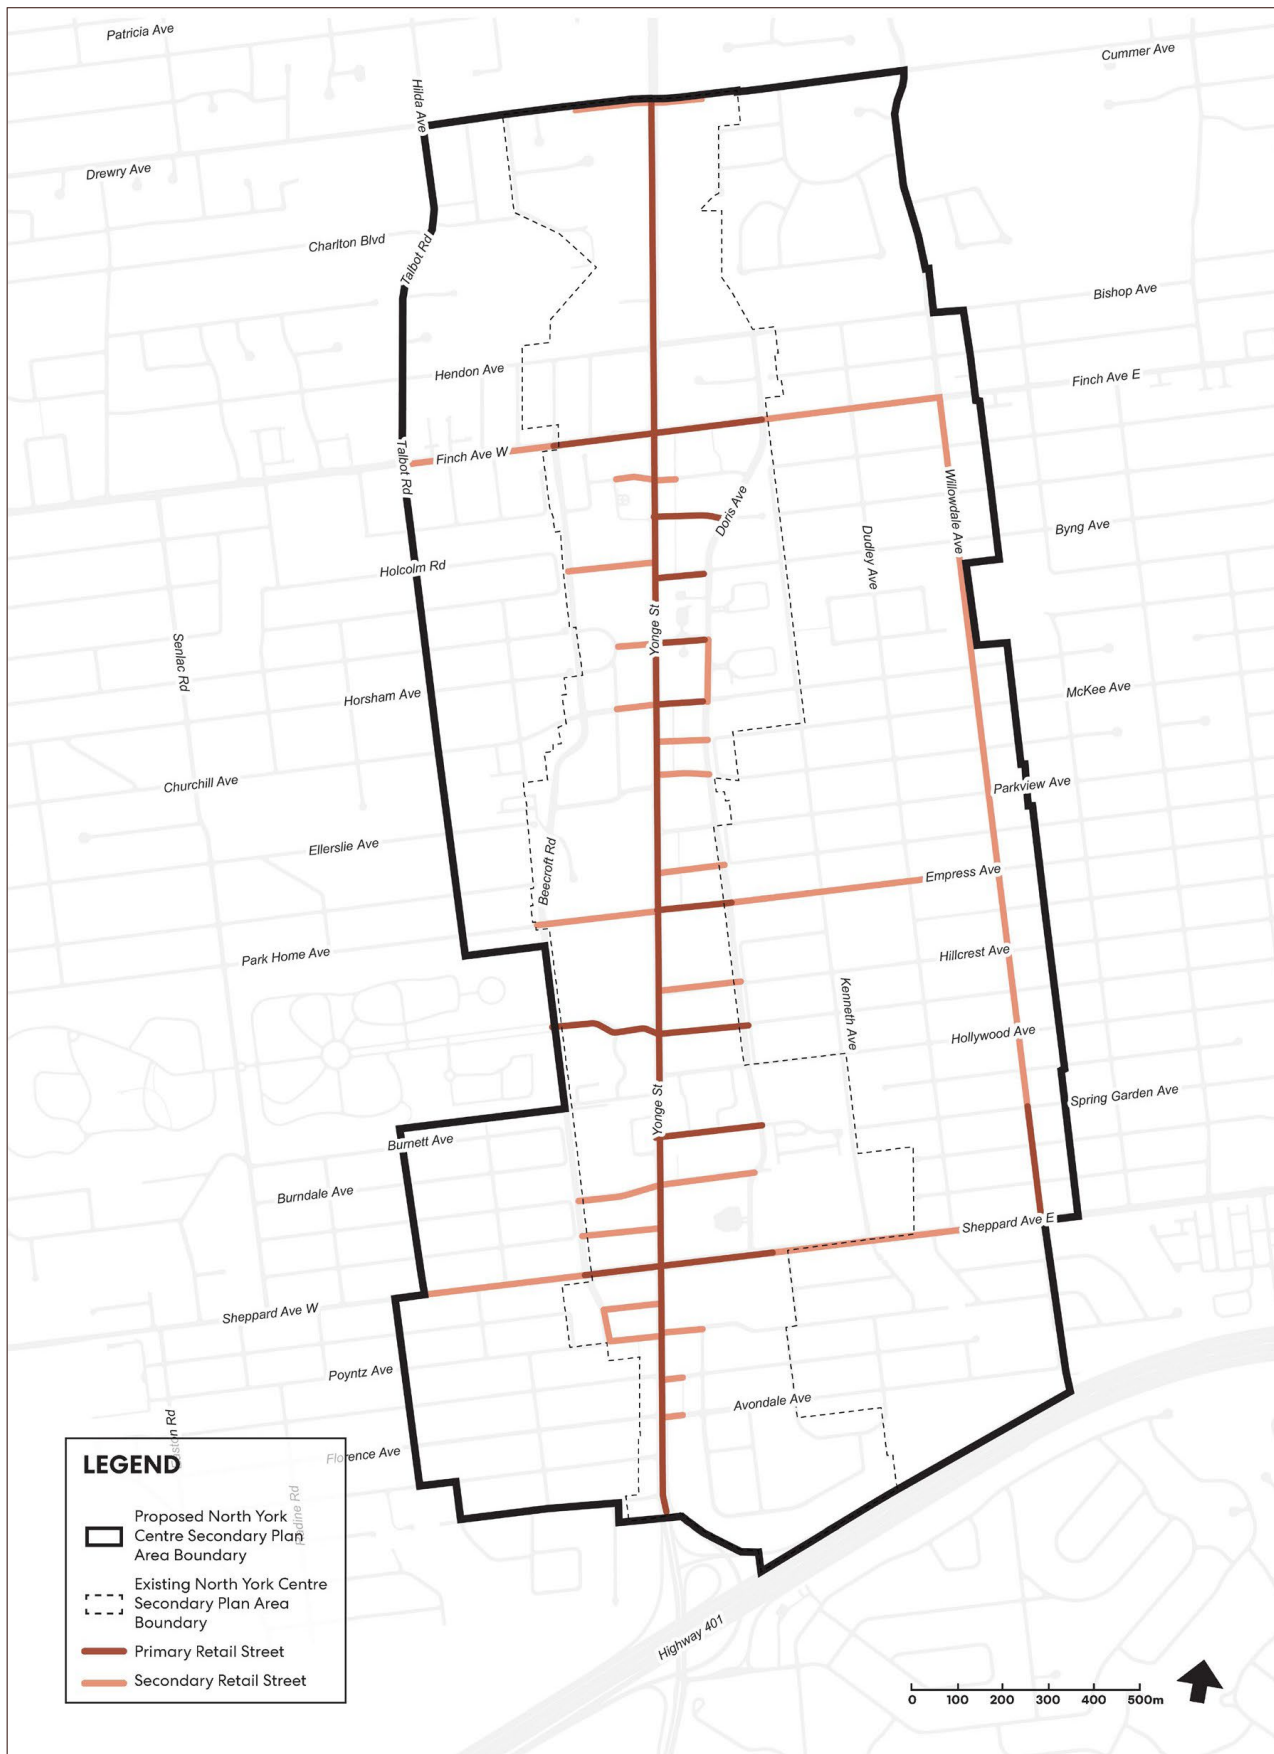 Patricia Ave
Cummer Ave
Hilda Ave
Drewry Ave
Charlton Blvd
Talbot Rd
Bishop Ave
Hendon Ave
Finch Ave E
Talbot Rd
Finch Ave W
Willowdale Ave
Doris Ave
Dudley Ave
Byng Ave
Holcolm Rd
Yonge St
Senlac Rd
Horsham Ave
McKee Ave
Churchill Ave
Parkview Ave
Ellerslie Ave
Beecroft Rd
Empress Ave
Park Home Ave
Hillcrest Ave
Kenneth Ave
Hollywood Ave
Yonge St
Spring Garden Ave
Burnett Ave
Burndale Ave
Sheppard Ave E
Sheppard Ave W
Poyntz Ave
Avondale Ave
Rd
Florence Ave
Rd
LEGEND
Proposed North York
Centre Secondary Plan
Area Boundary
Existing North York Centre
Secondary Plan Area
Boundary
Primary Retail Street
Secondary Retail Street
Highway 401
0 100 200 300 400 500m